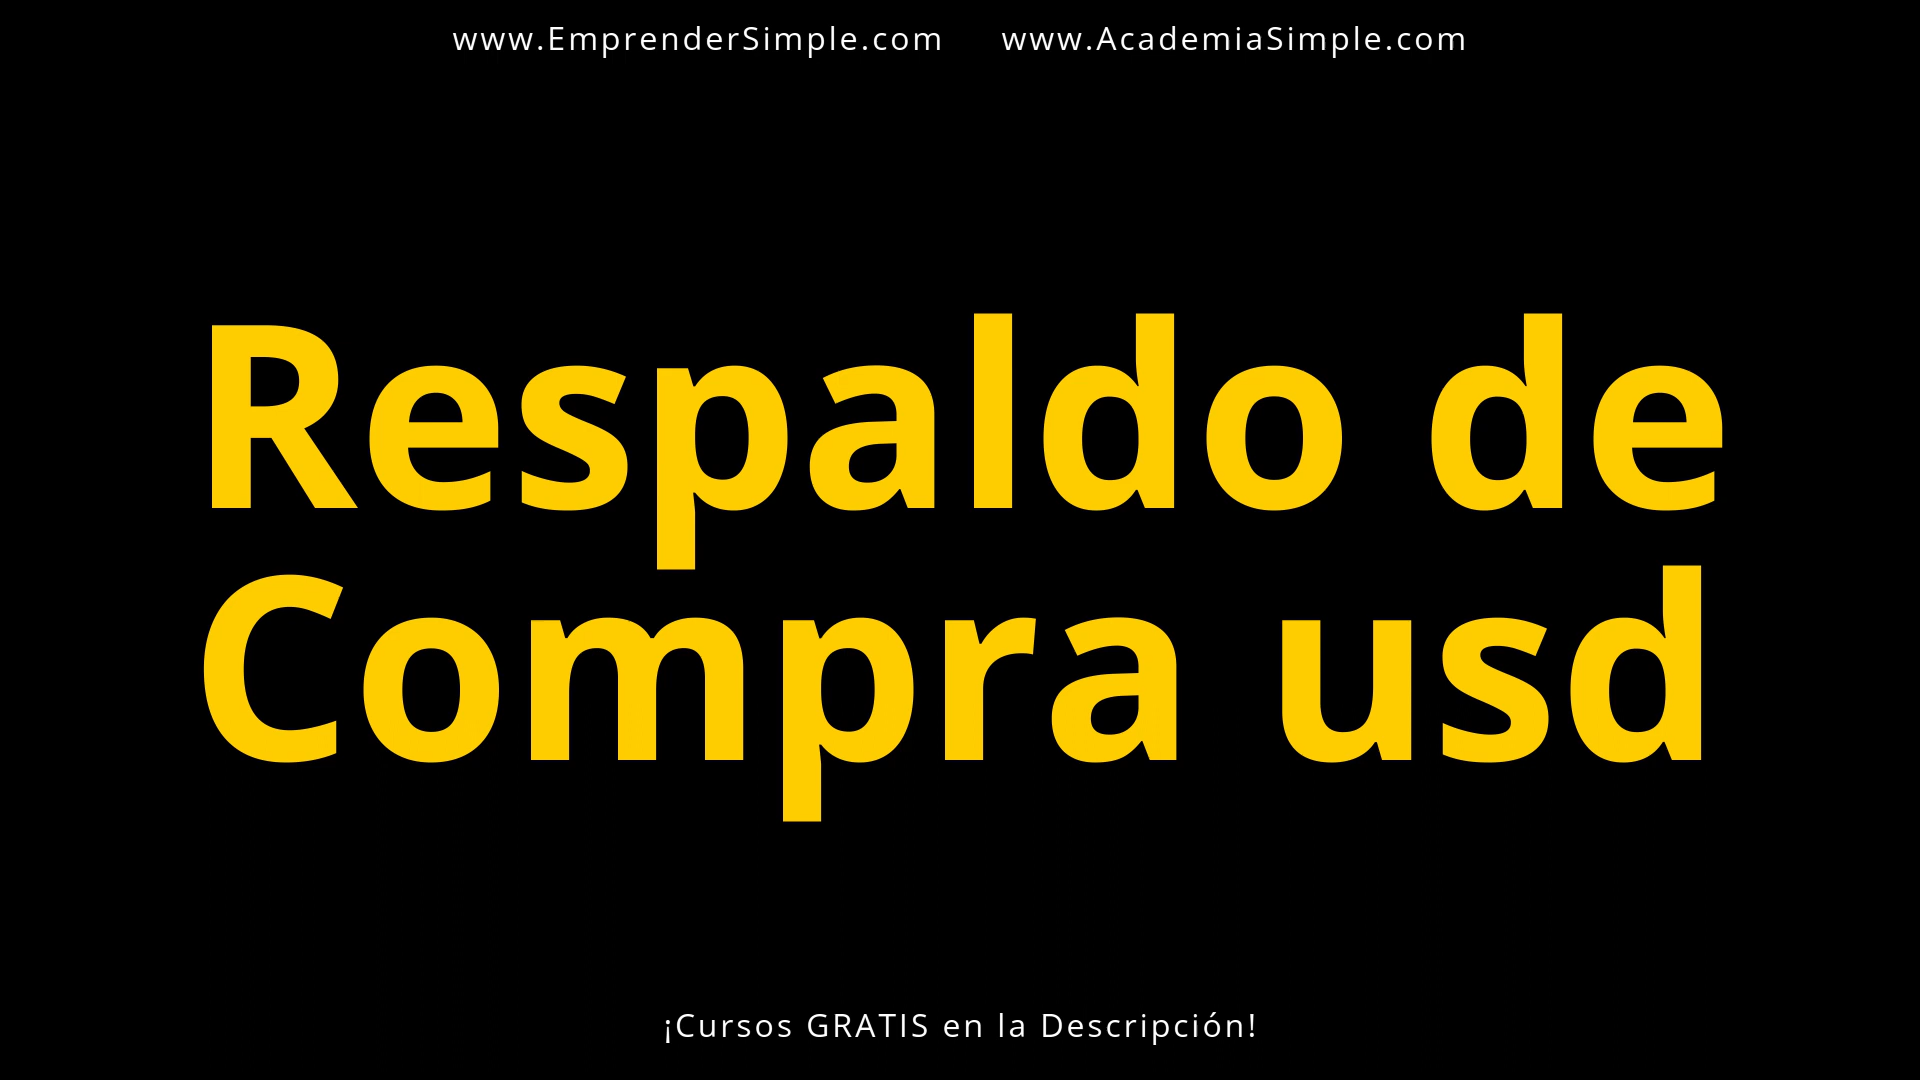 www.EmprenderSimple.com www.AcademiaSimple.com
Respaldo de
Compra usd
¡Cursos GRATIS en la Descripción!